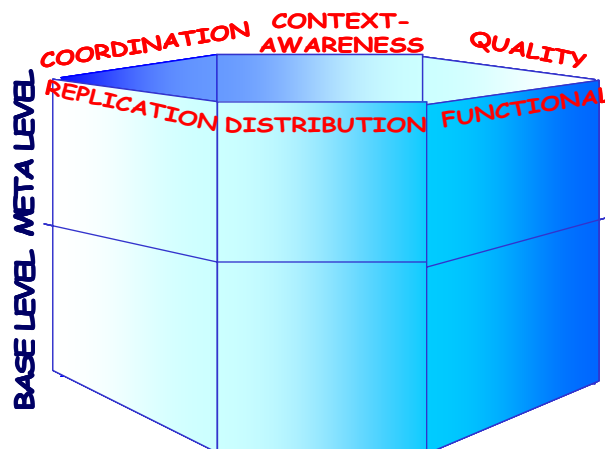 COORDINATION
CONTEXT-
AWARENESS
QUALITY
REPLICATION
DISTRIBUTION
FUNCTIONAL
META LEVEL
BASE LEVEL